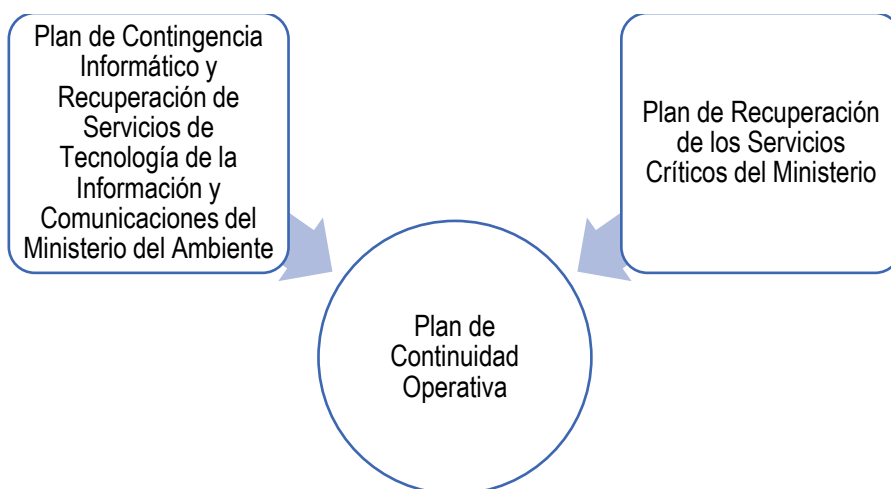 Plan de Contingencia
Informático y
Recuperación de
Servicios de
Tecnología de la
Información y
Comunicaciones del
Ministerio del Ambiente
Plan de Recuperación
de los Servicios
Críticos del Ministerio
Plan de
Continuidad
Operativa